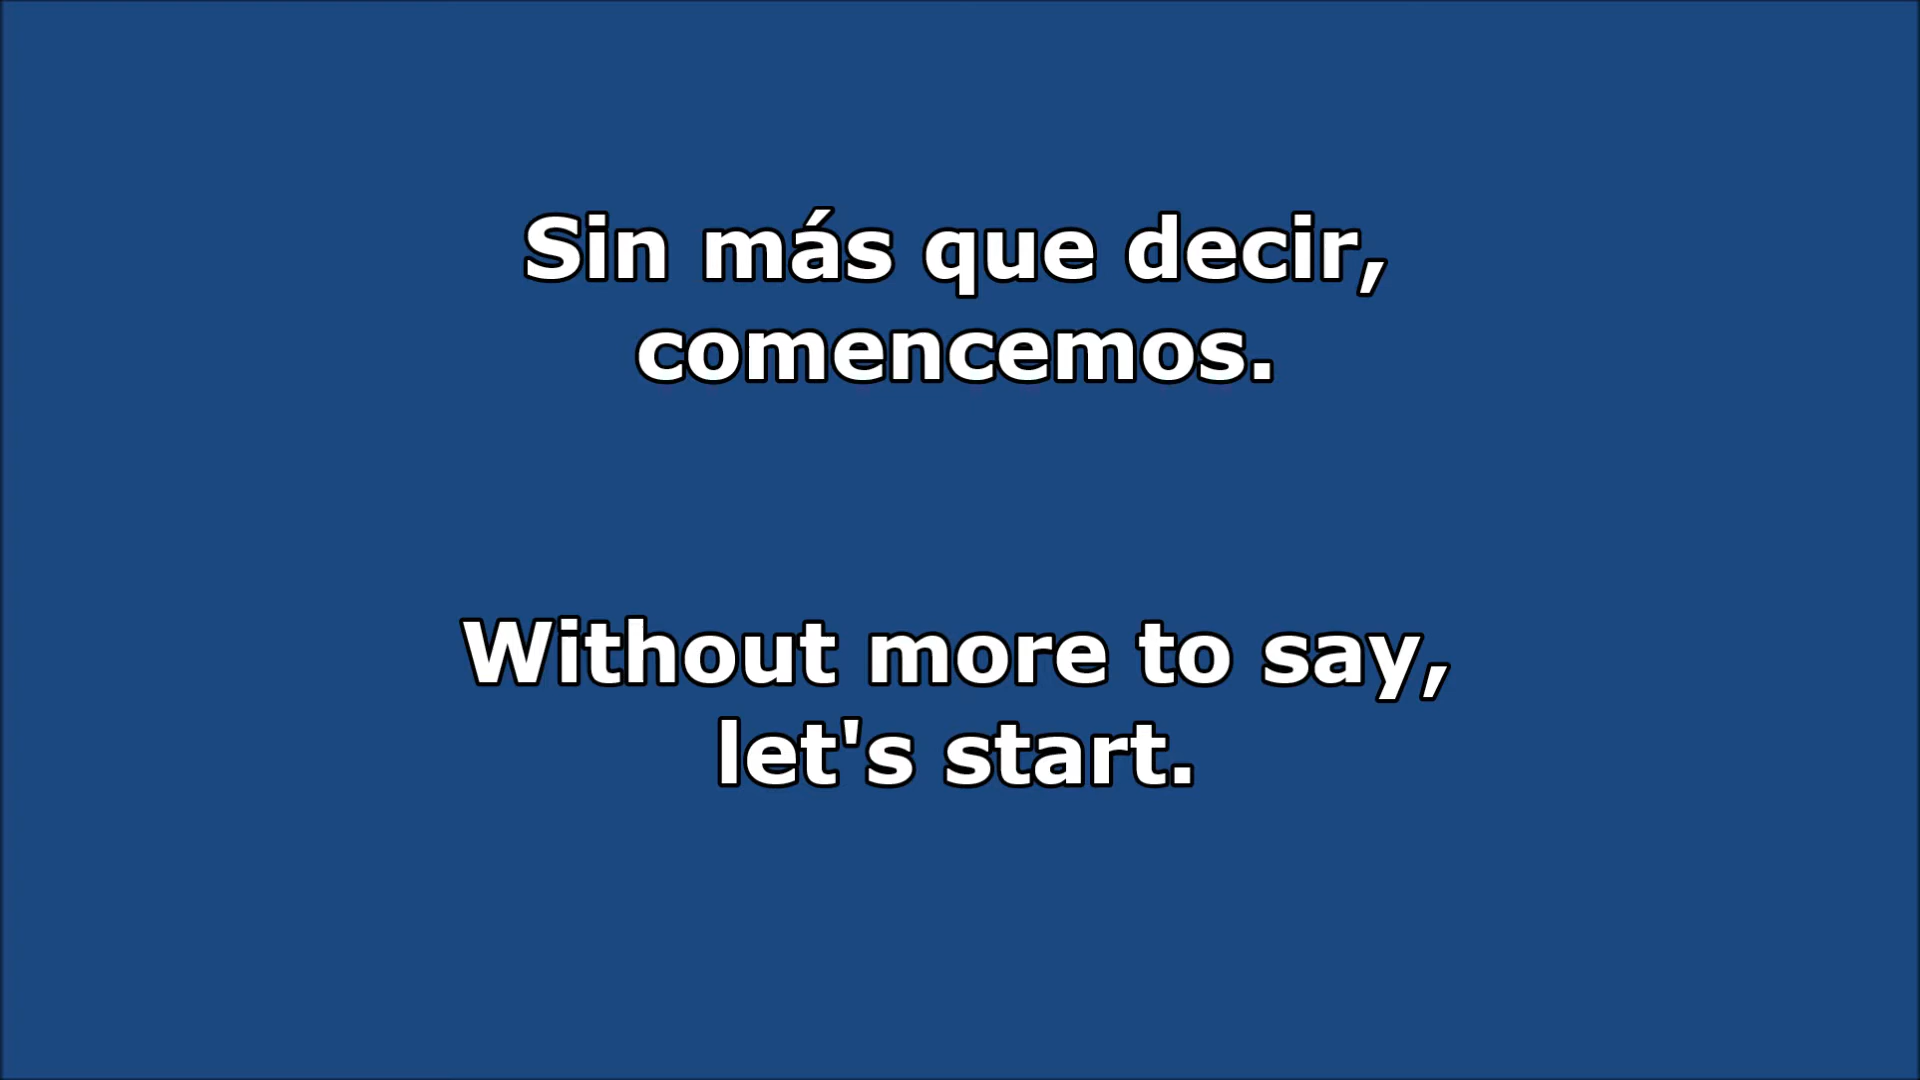 Sin más que decir,
comencemos.
Without more to say,
let's start.